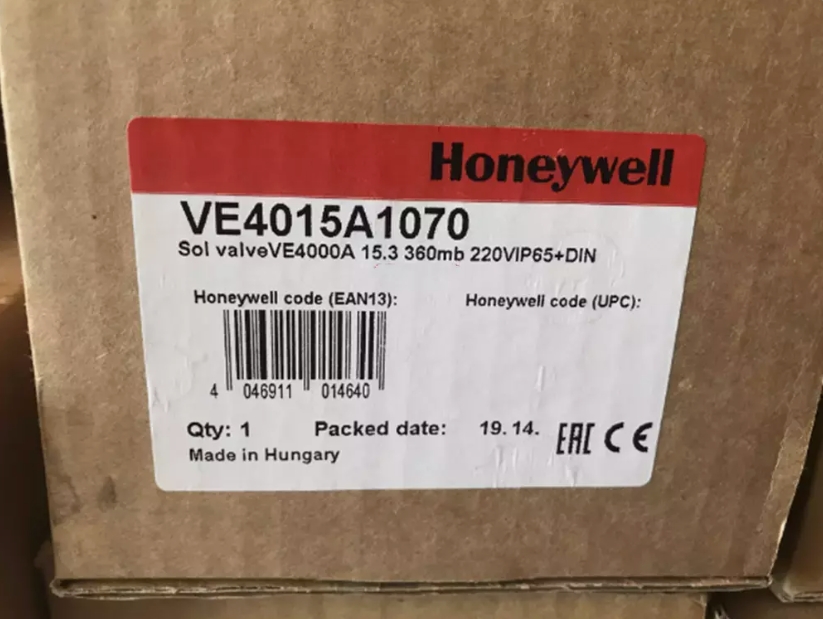 Honeywell
VE4015A1070
Sol valveVE4000A 15.3 360mb 220VIP65+DIN
Honeywell code (EAN13): Honeywell code (UPC):
4 046911 014640
Qty: 1 Packed date: 19. 14. EAC CE
Made in Hungary